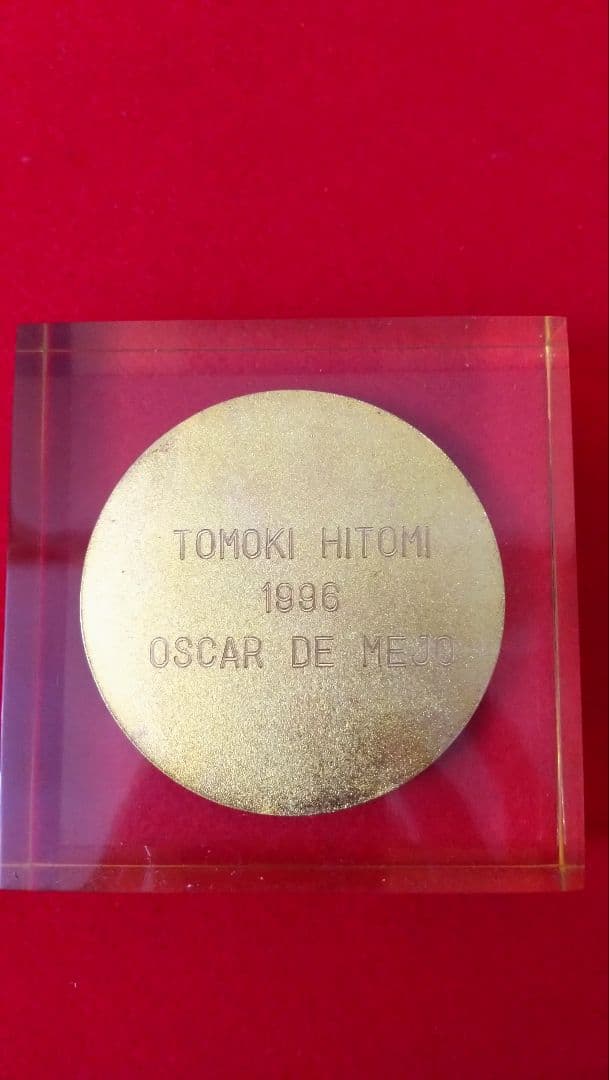 TOMOKI HITOMI
1996
OSCAR DE MEJO